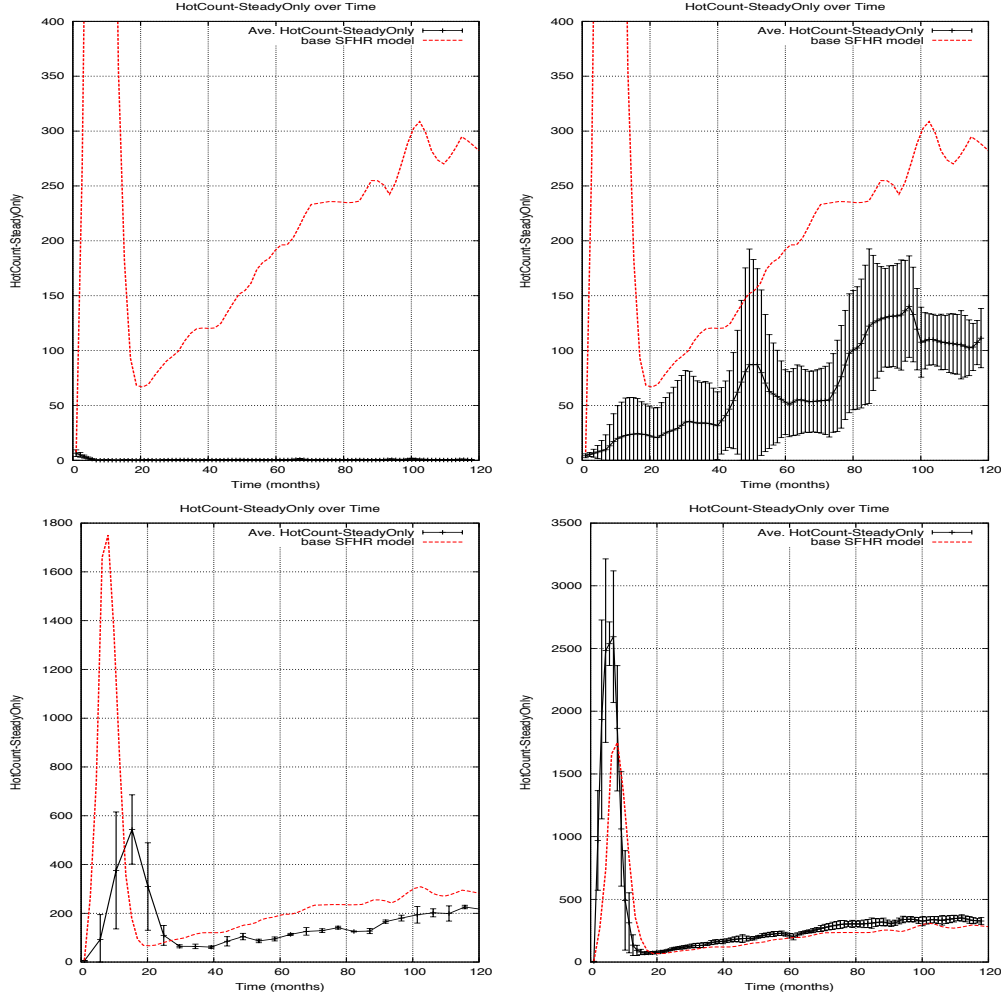 HotCount-SteadyOnly over Time
400
350
300
250
200
150
100
50
0
HotCount-SteadyOnly
Ave. HotCount-SteadyOnly
base SFHR model
0 20 40 60 80 100 120
Time (months)
HotCount-SteadyOnly over Time
400
350
300
250
200
150
100
50
0
HotCount-SteadyOnly
Ave. HotCount-SteadyOnly
base SFHR model
0 20 40 60 80 100 120
Time (months)
HotCount-SteadyOnly over Time
1800
1600
1400
1200
1000
800
600
400
200
0
HotCount-SteadyOnly
Ave. HotCount-SteadyOnly
base SFHR model
0 20 40 60 80 100 120
Time (months)
HotCount-SteadyOnly over Time
3500
3000
2500
2000
1500
1000
500
0
HotCount-SteadyOnly
Ave. HotCount-SteadyOnly
base SFHR model
0 20 40 60 80 100 120
Time (months)